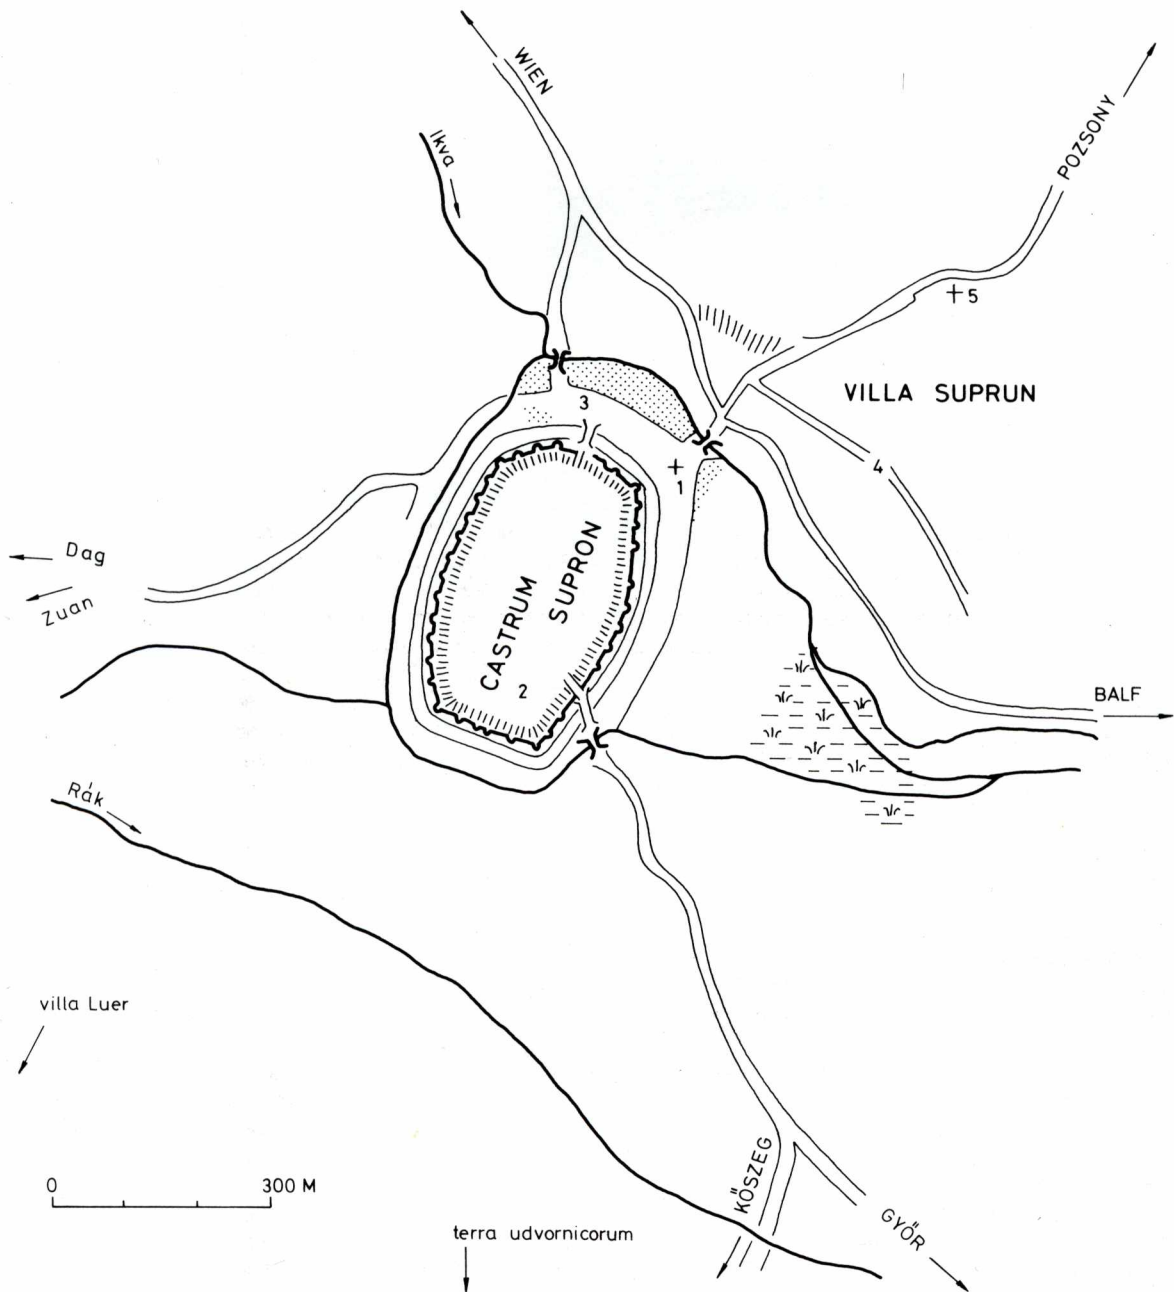 WIEN
POZSONY
Ikva
5
VILLA SUPRUN
3
4
1
Dag
Zuan
CASTRUM
SUPRON
2
BALF
Rák
villa Luer
0 300 M
KŐSZEG
GYŐR
terra udvornicorum